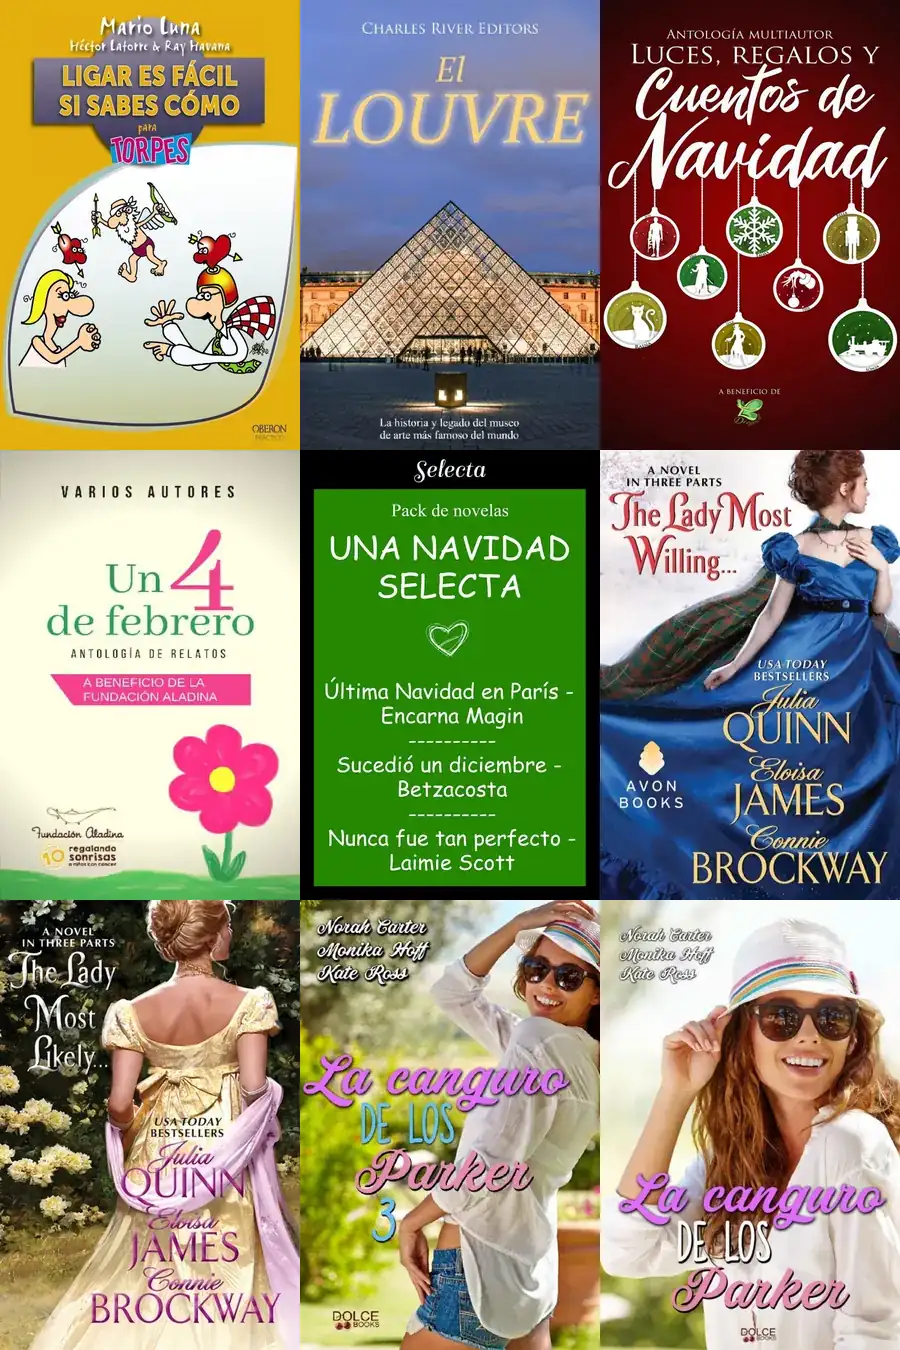 Mario Luna
Héctor Latorre & Ray Havana
LIGAR ES FÁCIL
SI SABES CÓMO
para
TORPES
OBERON
PRÁCTICO
CHARLES RIVER EDITORS
El
LOUVRE
La historia y legado del museo
de arte más famoso del mundo
ANTOLOGÍA MULTIAUTOR
LUCES, REGALOS Y
Cuentos de
Navidad
A BENEFICIO DE
VARIOS AUTORES
Un 4
de febrero
ANTOLOGÍA DE RELATOS
A BENEFICIO DE LA
FUNDACIÓN ALADINA
Fundación Aladina
10 regalando
sonrisas
a niños con cáncer
Selecta
Pack de novelas
UNA NAVIDAD
SELECTA
Última Navidad en París -
Encarna Magin
----------
Sucedió un diciembre -
Betzacosta
----------
Nunca fue tan perfecto -
Laimie Scott
A NOVEL
IN THREE PARTS
The Lady Most
Willing...
USA TODAY
BESTSELLERS
Julia
QUINN
Eloisa
JAMES
Connie
BROCKWAY
AVON
BOOKS
A NOVEL
IN THREE PARTS
The Lady
Most
Likely...
USA TODAY
BESTSELLERS
Julia
QUINN
Eloisa
JAMES
Connie
BROCKWAY
Norah Carter
Monika Hoff
Kate Ross
La canguro
DE LOS
Parker
3
DOLCE
BOOKS
Norah Carter
Monika Hoff
Kate Ross
La canguro
DE LOS
Parker
DOLCE
BOOKS